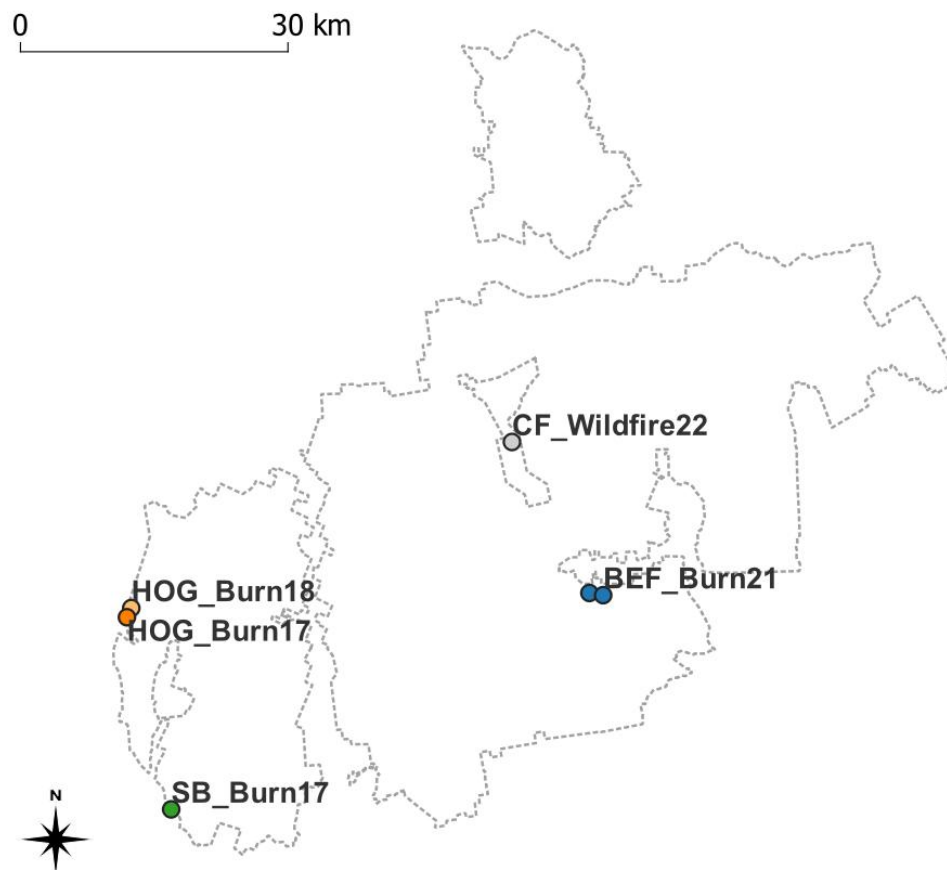 0 30 km
CF_Wildfire22
BEF_Burn21
HOG_Burn18
HOG_Burn17
SB_Burn17
N